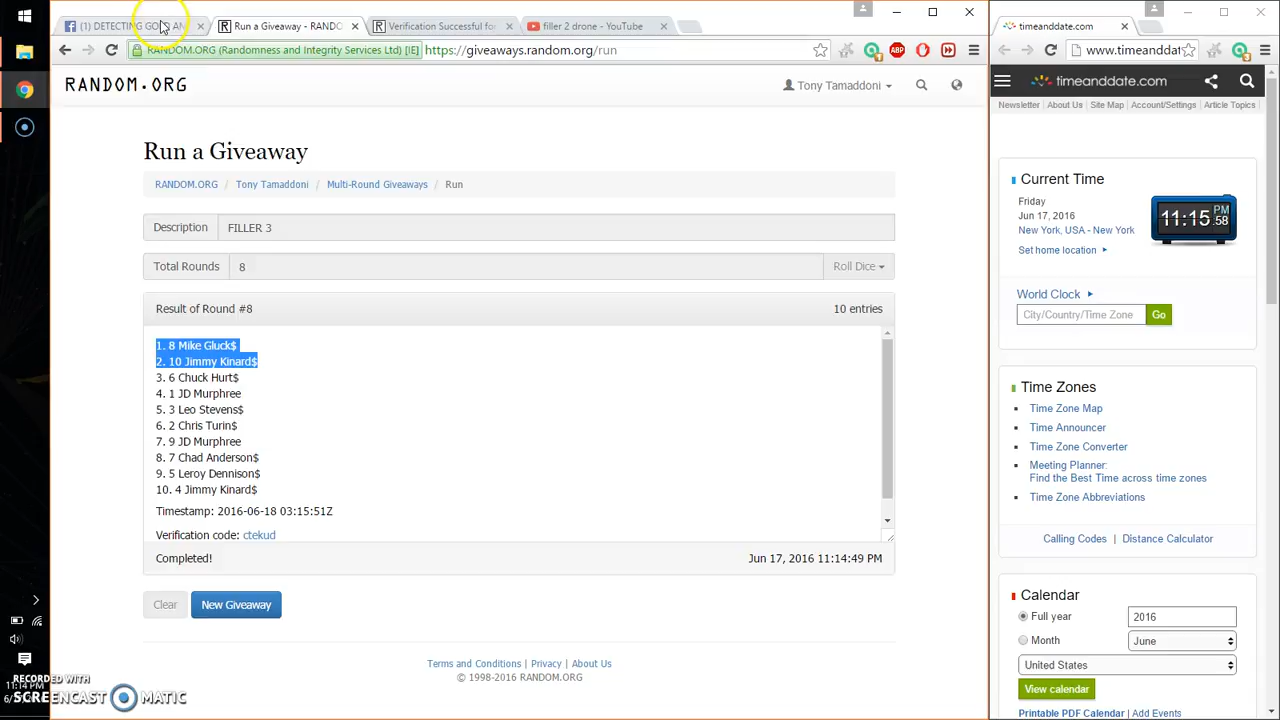 (1) DETECTING GOLD AN
Run a Giveaway - RANDO
Verification Successful for
filler 2 drone - YouTube
RANDOM.ORG (Randomness and Integrity Services Ltd) [IE]
https://giveaways.random.org/run
RANDOM.ORG
Tony Tamaddoni
Run a Giveaway
RANDOM.ORG / Tony Tamaddoni / Multi-Round Giveaways / Run
Description FILLER 3
Total Rounds 8 Roll Dice
Result of Round #8 10 entries
1. 8 Mike Gluck$
2. 10 Jimmy Kinard$
3. 6 Chuck Hurt$
4. 1 JD Murphree
5. 3 Leo Stevens$
6. 2 Chris Turin$
7. 9 JD Murphree
8. 7 Chad Anderson$
9. 5 Leroy Dennison$
10. 4 Jimmy Kinard$
Timestamp: 2016-06-18 03:15:51Z
Verification code: ctekud
Completed! Jun 17, 2016 11:14:49 PM
Clear New Giveaway
Terms and Conditions | Privacy | About Us
© 1998-2016 RANDOM.ORG
timeanddate.com
www.timeanddat
timeanddate.com
Newsletter About Us Site Map Account/Settings Article Topics
Current Time
Friday
Jun 17, 2016
New York, USA - New York
Set home location
11:15 PM 58
World Clock
City/Country/Time Zone Go
Time Zones
Time Zone Map
Time Announcer
Time Zone Converter
Meeting Planner:
Find the Best Time across time zones
Time Zone Abbreviations
Calling Codes | Distance Calculator
Calendar
Full year 2016
Month June
United States
View calendar
Printable PDF Calendar | Add Events
11:14 PM
RECORDED WITH
SCREENCAST MATIC